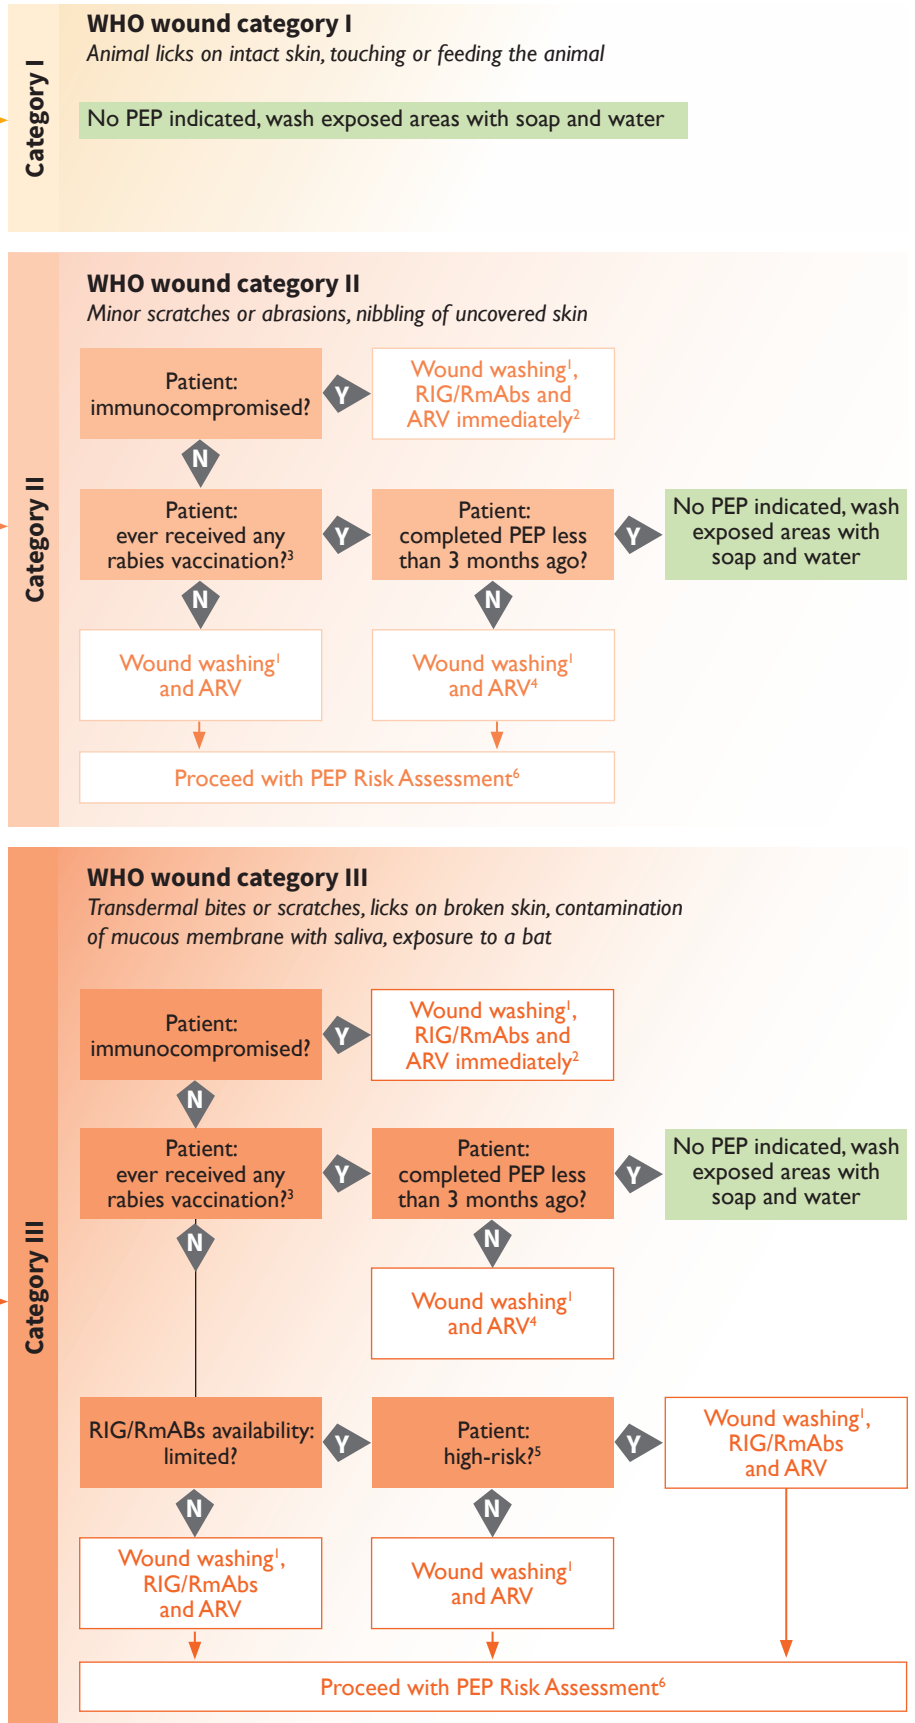 Category I
WHO wound category I
Animal licks on intact skin, touching or feeding the animal
No PEP indicated, wash exposed areas with soap and water
Category II
WHO wound category II
Minor scratches or abrasions, nibbling of uncovered skin
Patient:
immunocompromised?
Y
Wound washing¹,
RIG/RmAbs and
ARV immediately²
N
Patient:
ever received any
rabies vaccination?³
Y
Patient:
completed PEP less
than 3 months ago?
Y
No PEP indicated, wash
exposed areas with
soap and water
N
N
Wound washing¹
and ARV
Wound washing¹
and ARV⁴
Proceed with PEP Risk Assessment⁶
Category III
WHO wound category III
Transdermal bites or scratches, licks on broken skin, contamination
of mucous membrane with saliva, exposure to a bat
Patient:
immunocompromised?
Y
Wound washing¹,
RIG/RmAbs and
ARV immediately²
N
Patient:
ever received any
rabies vaccination?³
Y
Patient:
completed PEP less
than 3 months ago?
Y
No PEP indicated, wash
exposed areas with
soap and water
N
N
Wound washing¹
and ARV⁴
RIG/RmABs availability:
limited?
Y
Patient:
high-risk?⁵
Y
Wound washing¹,
RIG/RmAbs
and ARV
N
N
Wound washing¹,
RIG/RmAbs
and ARV
Wound washing¹
and ARV
Proceed with PEP Risk Assessment⁶